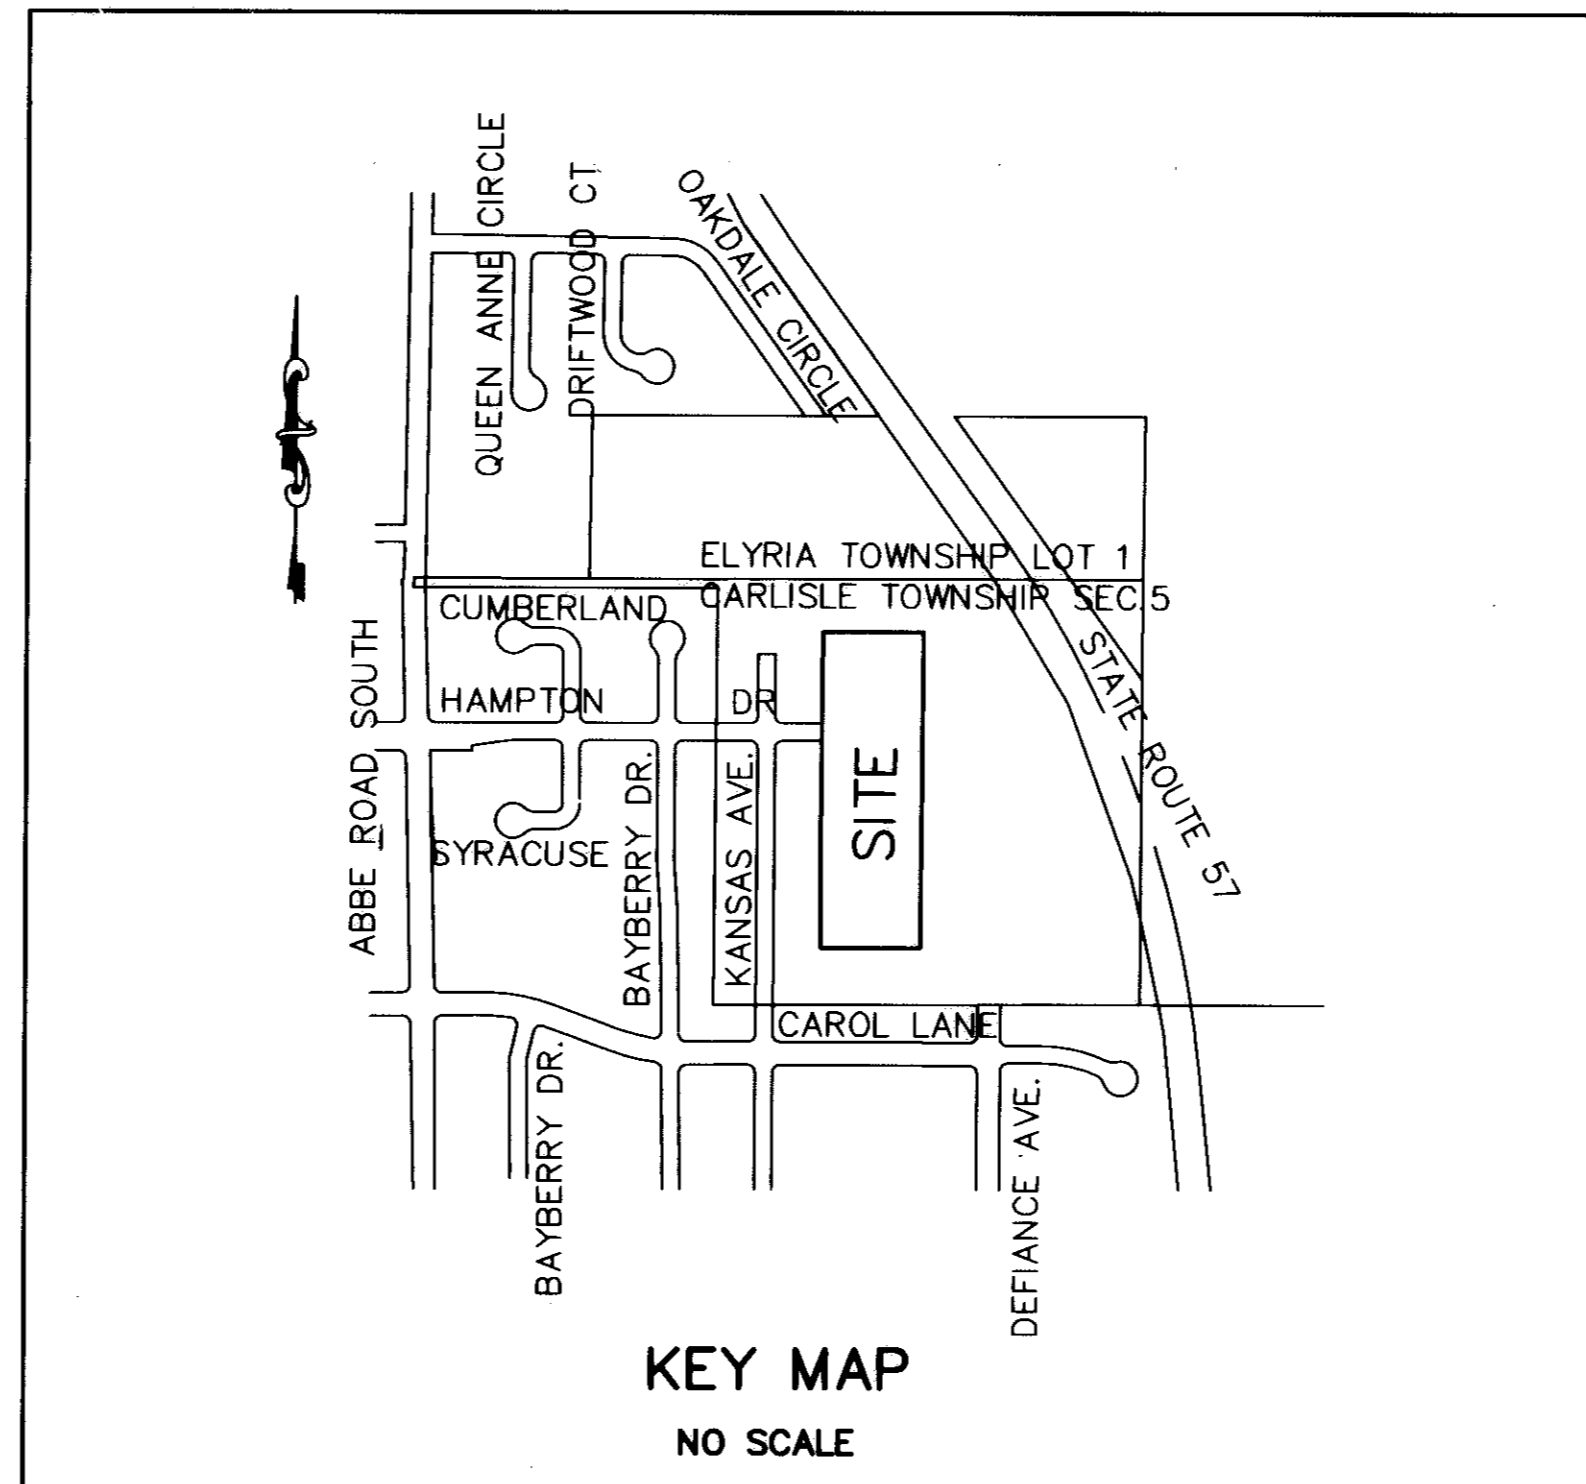 QUEEN ANNE CIRCLE
DRIFTWOOD CT
OAKDALE CIRCLE
ELYRIA TOWNSHIP LOT 1
CARLISLE TOWNSHIP SEC.5
CUMBERLAND
HAMPTON DR
STATE ROUTE 57
ABBE ROAD SOUTH
SYRACUSE
BAYBERRY DR.
KANSAS AVE.
SITE
CAROL LANE
BAYBERRY DR.
DEFIANCE AVE.
KEY MAP
NO SCALE